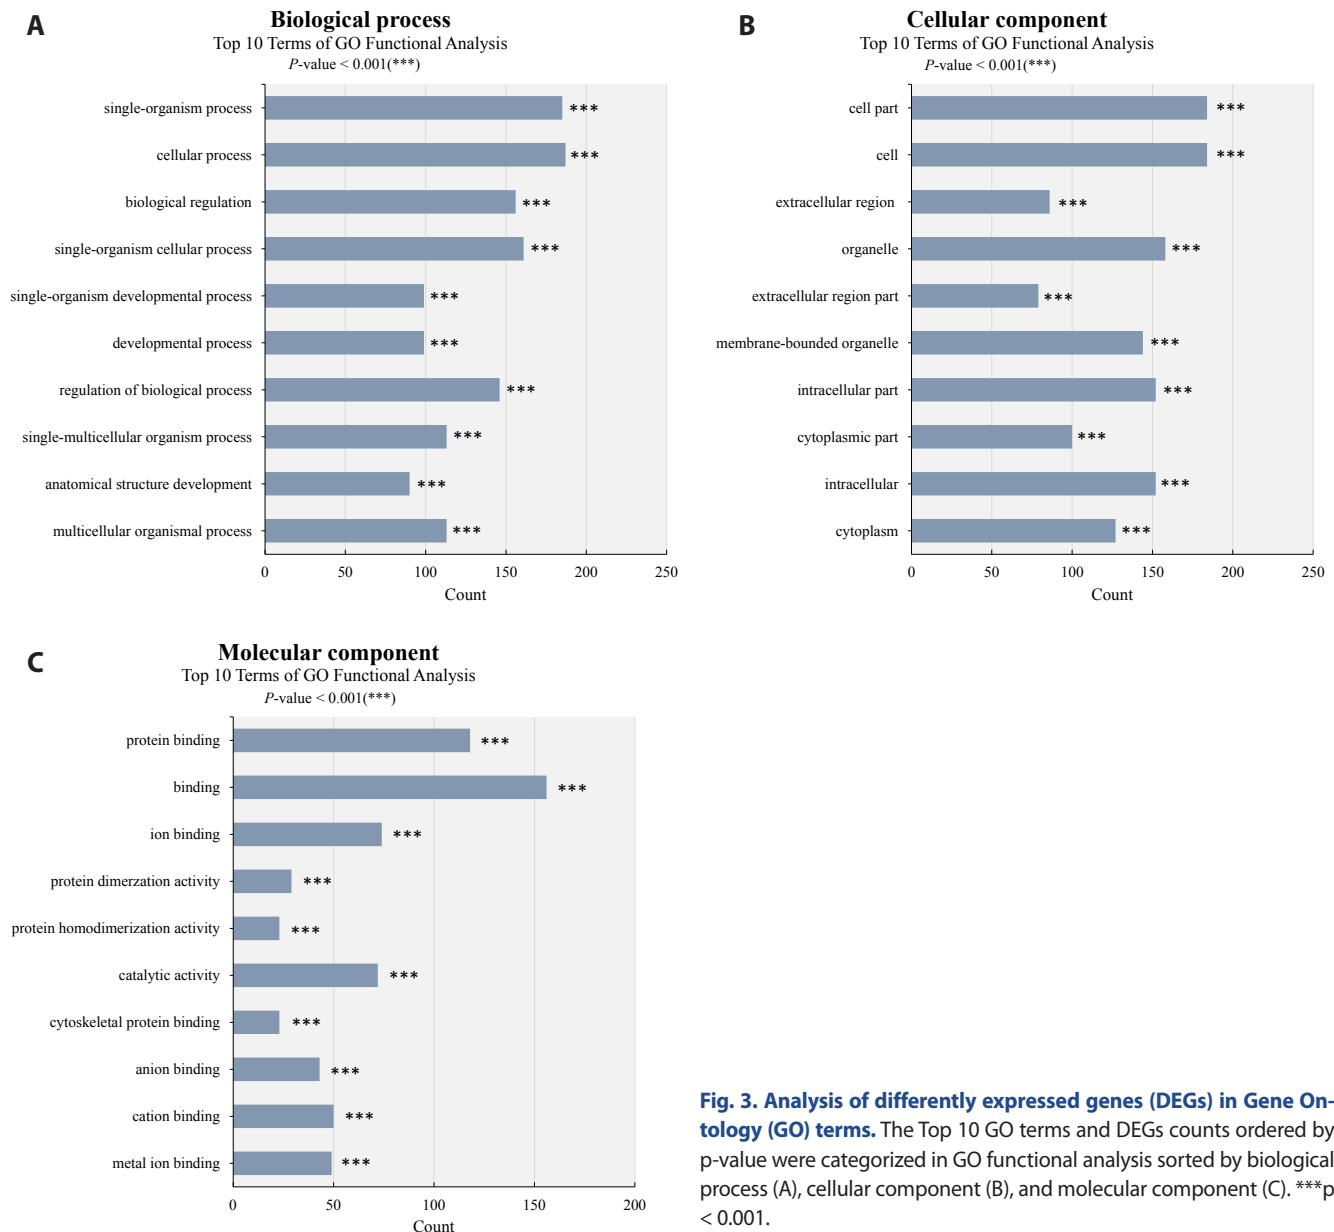 A
Biological process
Top 10 Terms of GO Functional Analysis
P-value < 0.001(***)
single-organism process
***
cellular process
***
biological regulation
***
single-organism cellular process
***
single-organism developmental process
***
developmental process
***
regulation of biological process
***
single-multicellular organism process
***
anatomical structure development
***
multicellular organismal process
***
0 50 100 150 200 250
Count
B
Cellular component
Top 10 Terms of GO Functional Analysis
P-value < 0.001(***)
cell part
***
cell
***
extracellular region
***
organelle
***
extracellular region part
***
membrane-bounded organelle
***
intracellular part
***
cytoplasmic part
***
intracellular
***
cytoplasm
***
0 50 100 150 200 250
Count
C
Molecular component
Top 10 Terms of GO Functional Analysis
P-value < 0.001(***)
protein binding
***
binding
***
ion binding
***
protein dimerzation activity
***
protein homodimerization activity
***
catalytic activity
***
cytoskeletal protein binding
***
anion binding
***
cation binding
***
metal ion binding
***
0 50 100 150 200
Count
Fig. 3. Analysis of differently expressed genes (DEGs) in Gene On-
tology (GO) terms. The Top 10 GO terms and DEGs counts ordered by
p-value were categorized in GO functional analysis sorted by biological
process (A), cellular component (B), and molecular component (C). ***p
< 0.001.